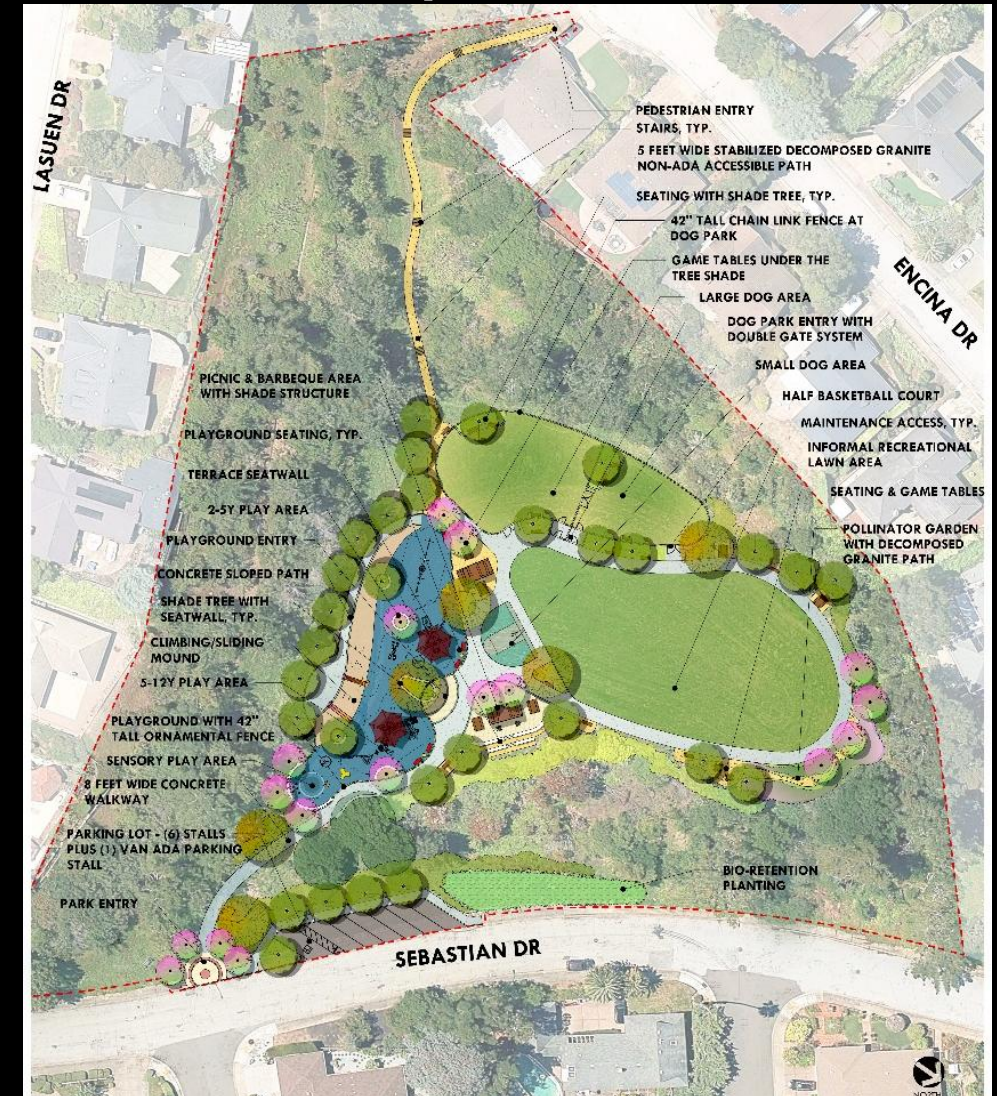 LASUEN DR
PEDESTRIAN ENTRY
STAIRS, TYP.
5 FEET WIDE STABILIZED DECOMPOSED GRANITE
NON-ADA ACCESSIBLE PATH
SEATING WITH SHADE TREE, TYP.
42" TALL CHAIN LINK FENCE AT
DOG PARK
GAME TABLES UNDER THE
TREE SHADE
LARGE DOG AREA
DOG PARK ENTRY WITH
DOUBLE GATE SYSTEM
SMALL DOG AREA
HALF BASKETBALL COURT
MAINTENANCE ACCESS, TYP.
INFORMAL RECREATIONAL
LAWN AREA
SEATING & GAME TABLES
POLLINATOR GARDEN
WITH DECOMPOSED
GRANITE PATH
ENCINA DR
PICNIC & BARBEQUE AREA
WITH SHADE STRUCTURE
PLAYGROUND SEATING, TYP.
TERRACE SEATWALL
2-5Y PLAY AREA
PLAYGROUND ENTRY
CONCRETE SLOPED PATH
SHADE TREE WITH
SEATWALL, TYP.
CLIMBING/SLIDING
MOUND
5-12Y PLAY AREA
PLAYGROUND WITH 42"
TALL ORNAMENTAL FENCE
SENSORY PLAY AREA
8 FEET WIDE CONCRETE
WALKWAY
PARKING LOT - (6) STALLS
PLUS (1) VAN ADA PARKING
STALL
PARK ENTRY
BIO-RETENTION
PLANTING
SEBASTIAN DR
NORTH